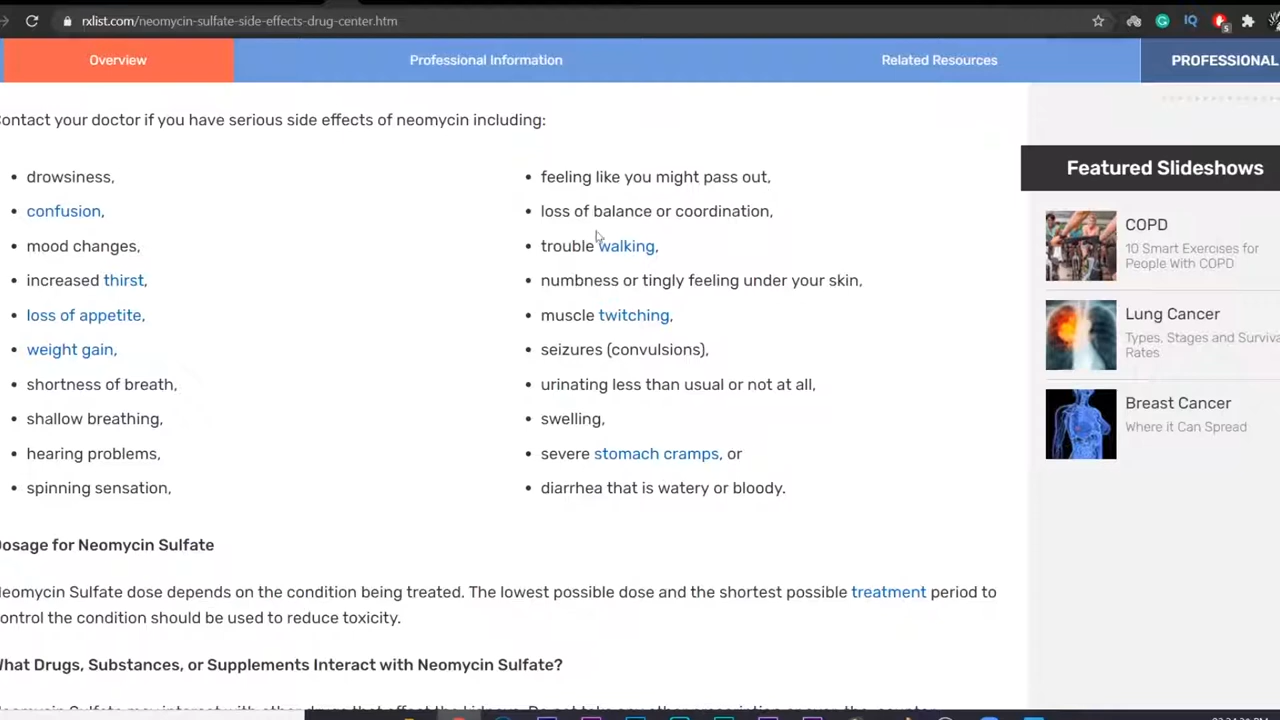 rxlist.com/neomycin-sulfate-side-effects-drug-center.htm
Overview
Professional Information
Related Resources
PROFESSIONAL
ontact your doctor if you have serious side effects of neomycin including:
• drowsiness,
• confusion,
• mood changes,
• increased thirst,
• loss of appetite,
• weight gain,
• shortness of breath,
• shallow breathing,
• hearing problems,
• spinning sensation,
• feeling like you might pass out,
• loss of balance or coordination,
• trouble walking,
• numbness or tingly feeling under your skin,
• muscle twitching,
• seizures (convulsions),
• urinating less than usual or not at all,
• swelling,
• severe stomach cramps, or
• diarrhea that is watery or bloody.
osage for Neomycin Sulfate
eomycin Sulfate dose depends on the condition being treated. The lowest possible dose and the shortest possible treatment period to
ontrol the condition should be used to reduce toxicity.
hat Drugs, Substances, or Supplements Interact with Neomycin Sulfate?
Featured Slideshows
COPD
10 Smart Exercises for
People With COPD
Lung Cancer
Types, Stages and Surviva
Rates
Breast Cancer
Where it Can Spread